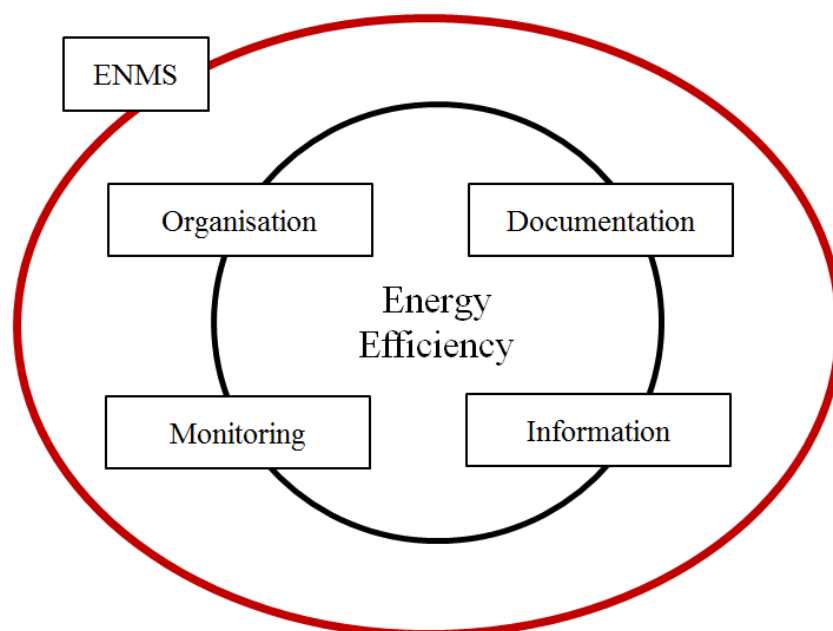 ENMS
Organisation
Documentation
Energy
Efficiency
Monitoring
Information